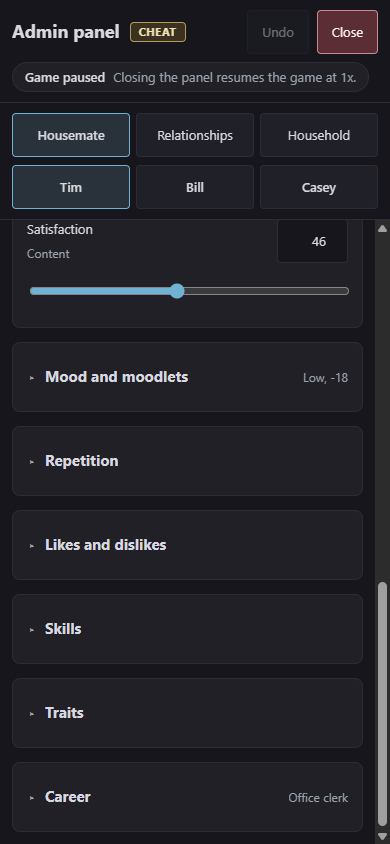 Admin panel CHEAT Undo Close
Game paused Closing the panel resumes the game at 1x.
Housemate Relationships Household
Tim Bill Casey
Satisfaction 46
Content
Mood and moodlets Low, -18
Repetition
Likes and dislikes
Skills
Traits
Career Office clerk